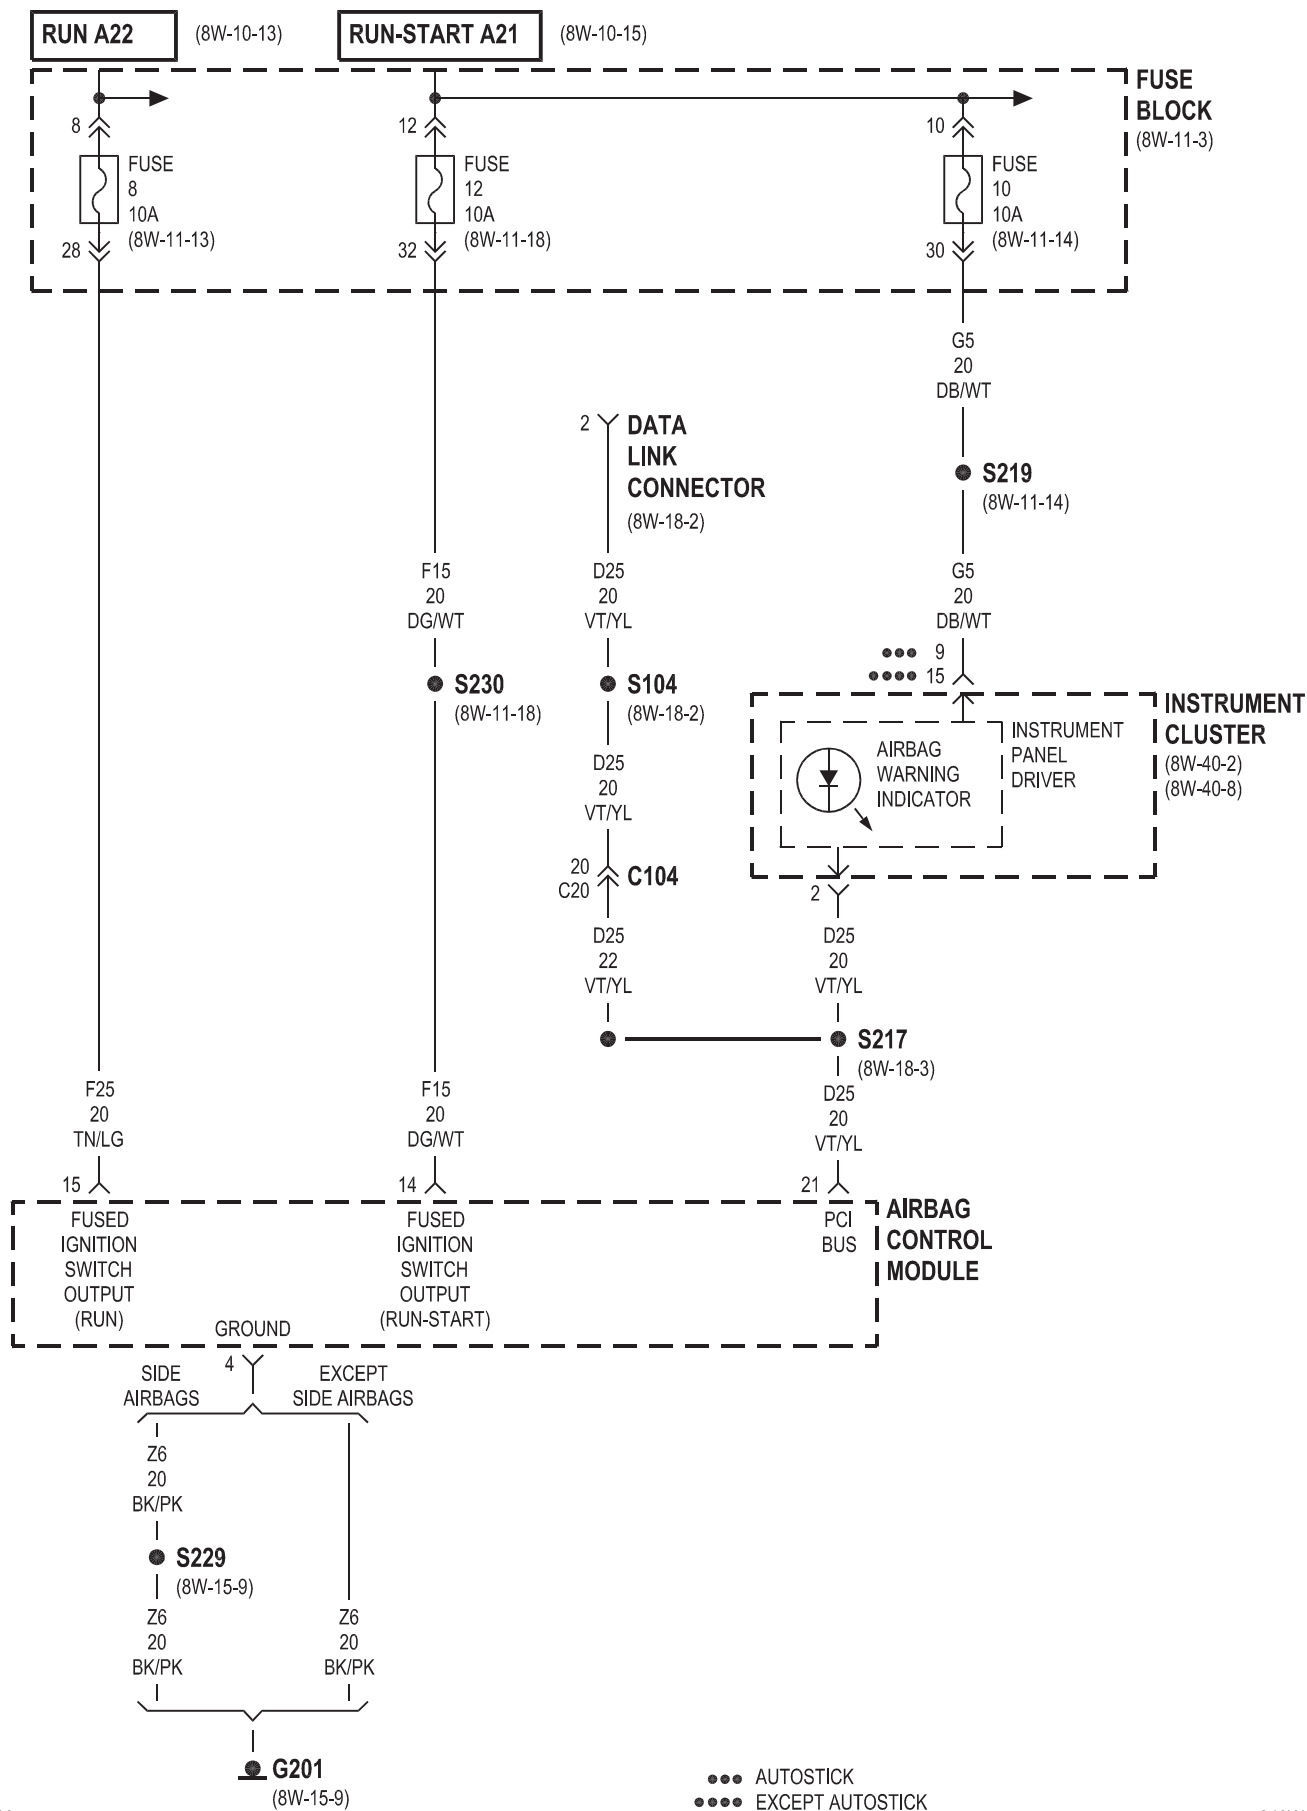 RUN A22 (8W-10-13) RUN-START A21 (8W-10-15)
FUSE
BLOCK
(8W-11-3)
8
FUSE
8
10A
(8W-11-13)
28
12
FUSE
12
10A
(8W-11-18)
32
10
FUSE
10
10A
(8W-11-14)
30
G5
20
DB/WT
S219
(8W-11-14)
G5
20
DB/WT
2
DATA
LINK
CONNECTOR
(8W-18-2)
F15
20
DG/WT
S230
(8W-11-18)
D25
20
VT/YL
S104
(8W-18-2)
D25
20
VT/YL
20
C20
C104
D25
22
VT/YL
••• 9
•••• 15
INSTRUMENT
CLUSTER
(8W-40-2)
(8W-40-8)
INSTRUMENT
PANEL
DRIVER
AIRBAG
WARNING
INDICATOR
2
D25
20
VT/YL
S217
(8W-18-3)
D25
20
VT/YL
F25
20
TN/LG
F15
20
DG/WT
15
14
21
AIRBAG
CONTROL
MODULE
FUSED
IGNITION
SWITCH
OUTPUT
(RUN)
FUSED
IGNITION
SWITCH
OUTPUT
(RUN-START)
PCI
BUS
GROUND
4
SIDE
AIRBAGS
EXCEPT
SIDE AIRBAGS
Z6
20
BK/PK
S229
(8W-15-9)
Z6
20
BK/PK
Z6
20
BK/PK
G201
(8W-15-9)
••• AUTOSTICK
•••• EXCEPT AUTOSTICK